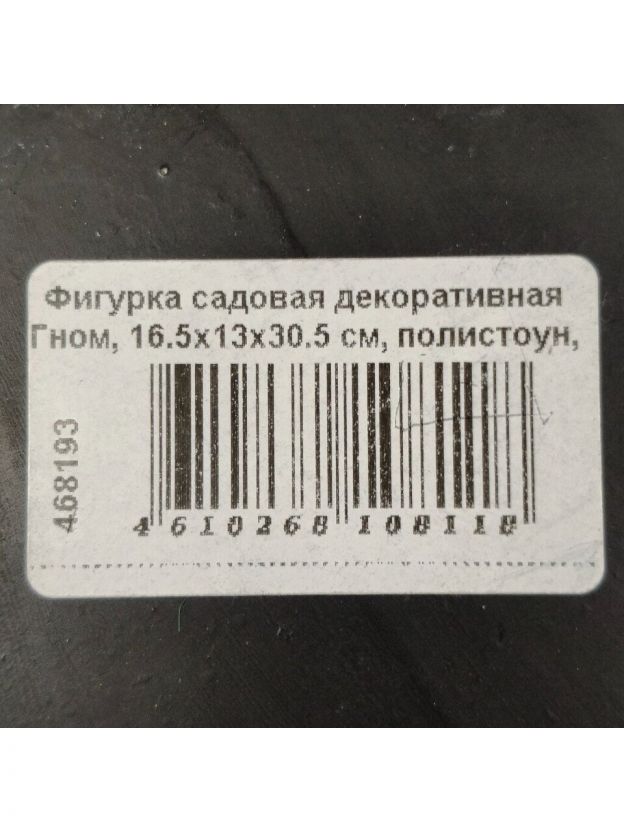 Фигурка садовая декоративная
Гном, 16.5x13x30.5 см, полистоун,
468193
4 610268 108118